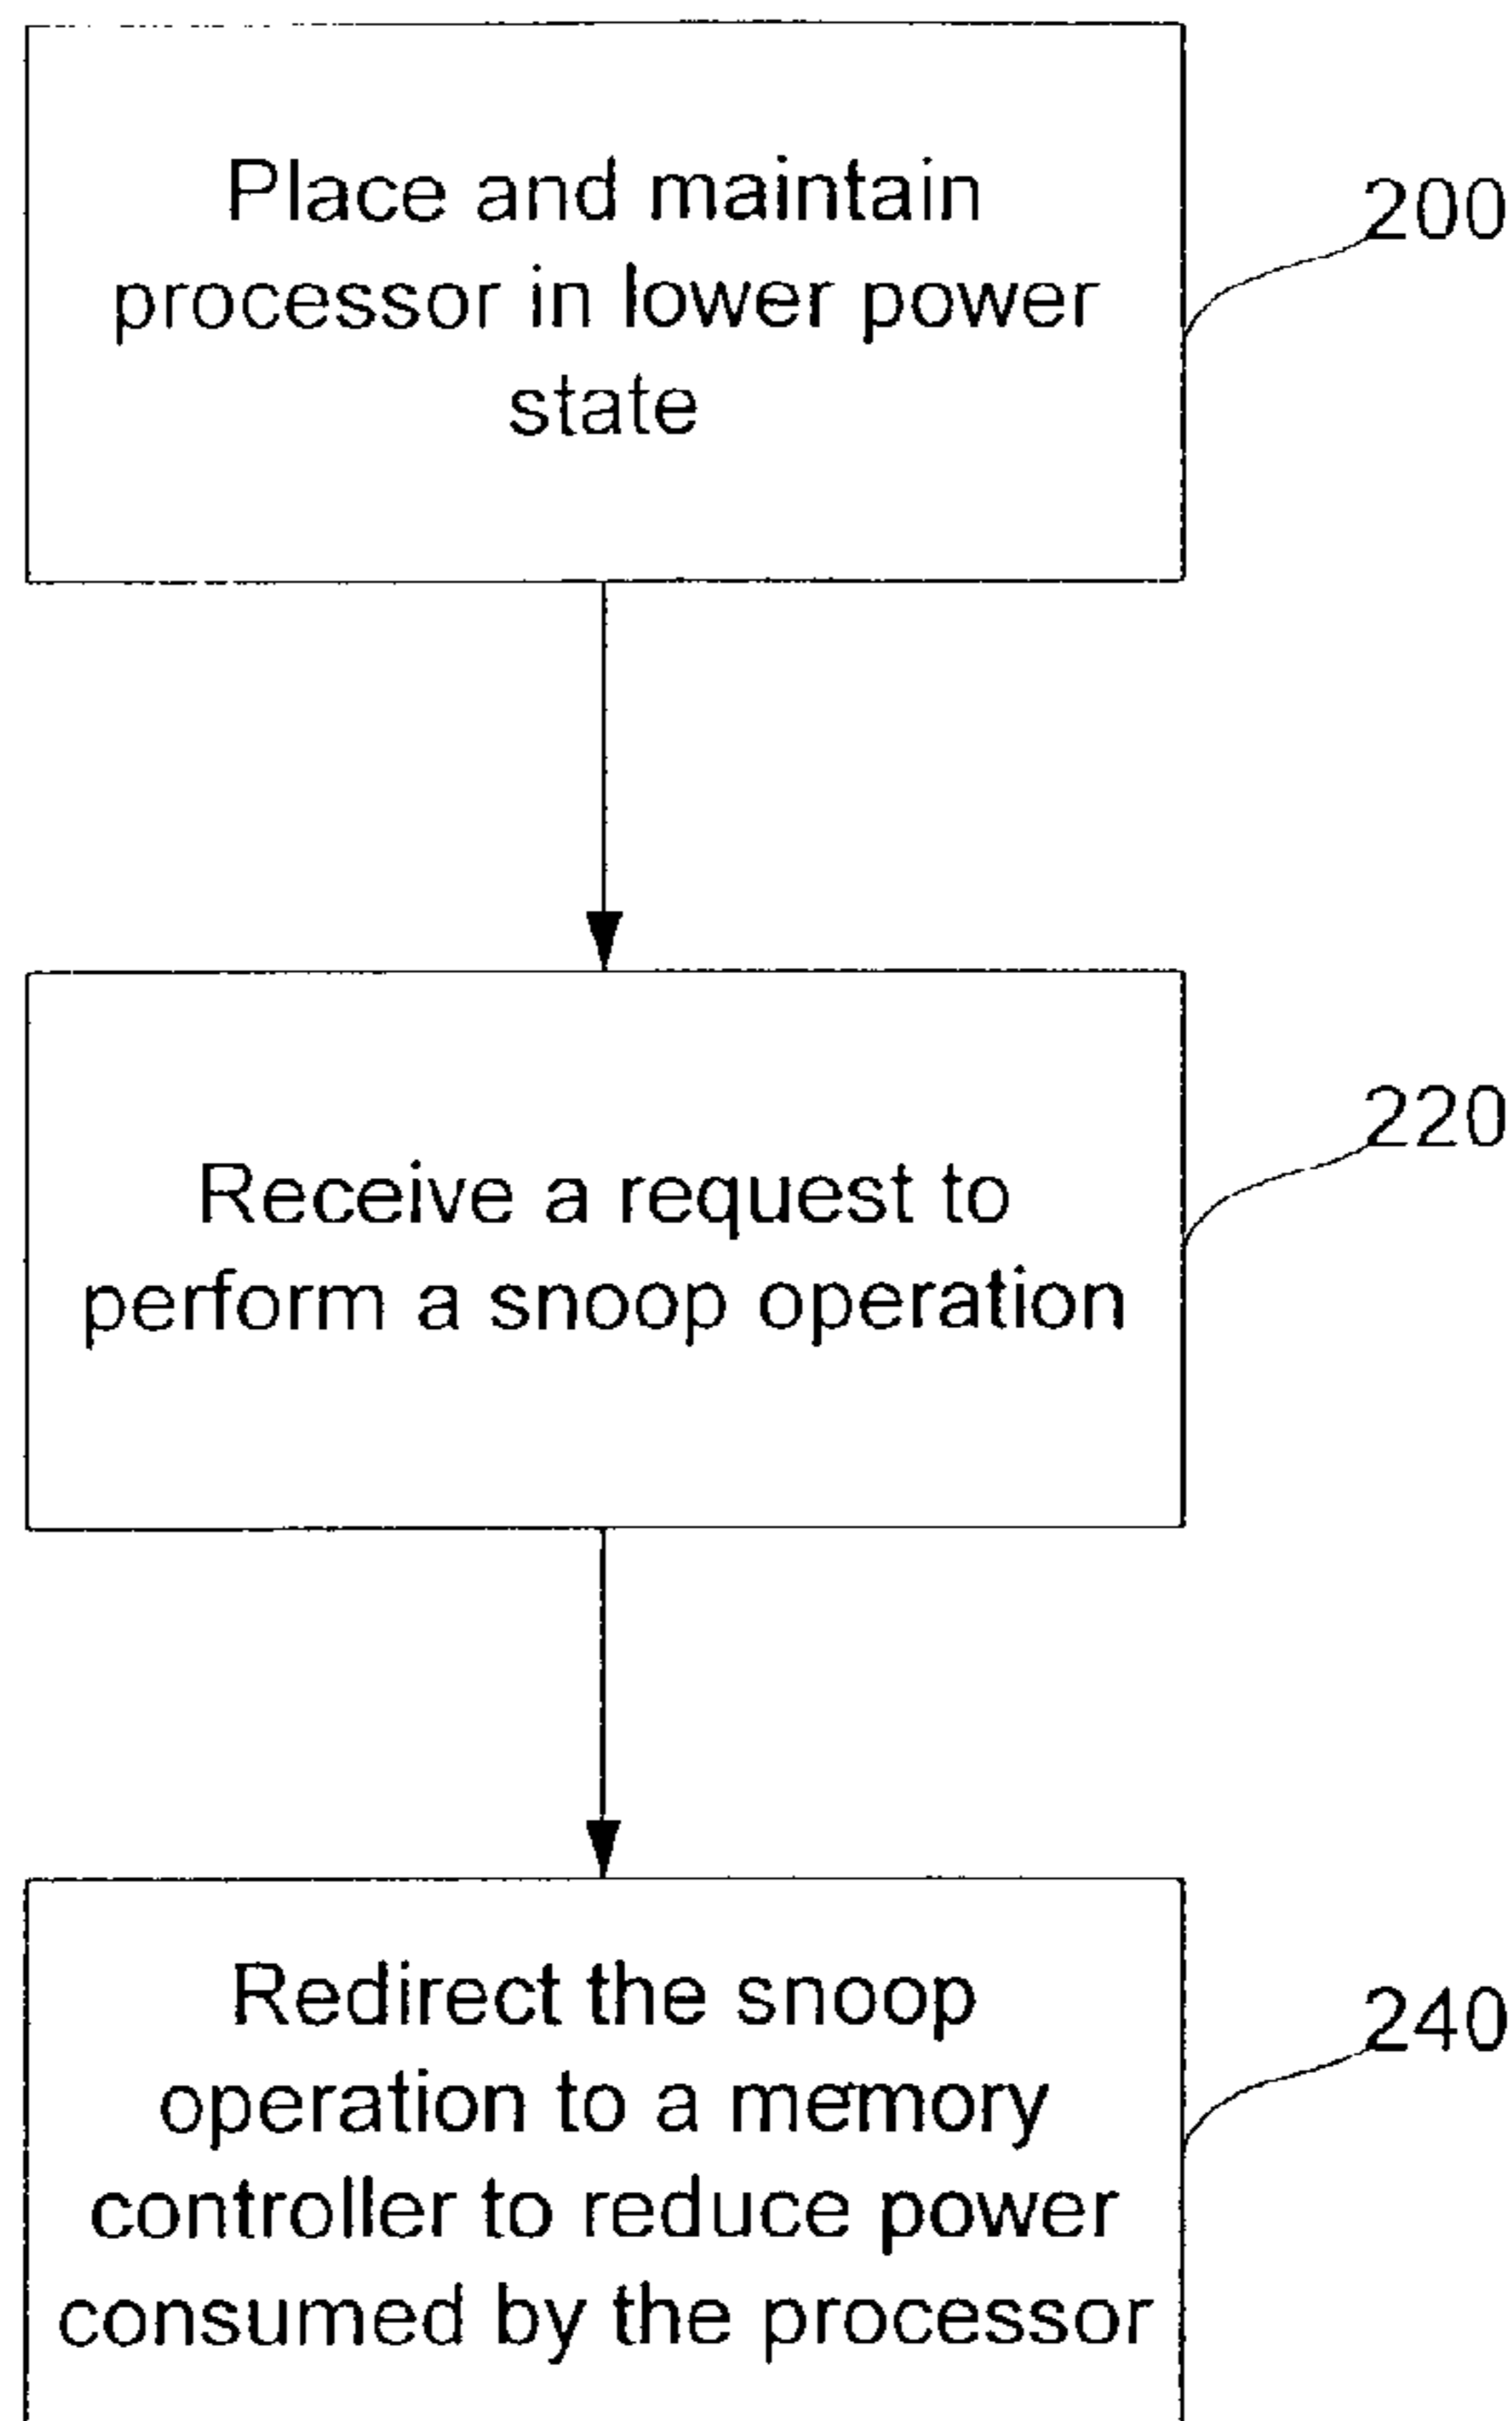 Place and maintain
processor in lower power
state
200
Receive a request to
perform a snoop operation
220
Redirect the snoop
operation to a memory
controller to reduce power
consumed by the processor
240